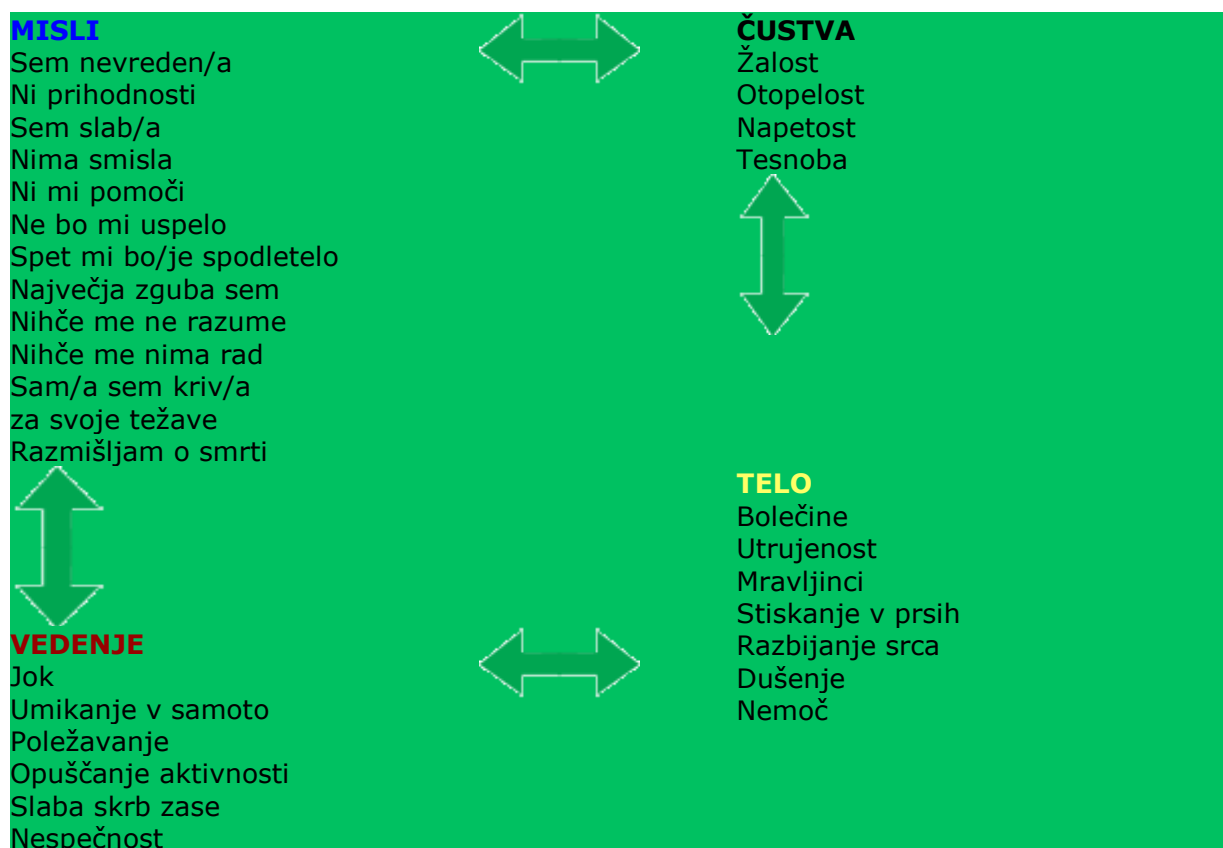 MISLI
Sem nevreden/a
Ni prihodnosti
Sem slab/a
Nima smisla
Ni mi pomoči
Ne bo mi uspelo
Spet mi bo/je spodletelo
Največja zguba sem
Nihče me ne razume
Nihče me nima rad
Sam/a sem kriv/a
za svoje težave
Razmišljam o smrti
ČUSTVA
Žalost
Otopelost
Napetost
Tesnoba
VEDENJE
Jok
Umikanje v samoto
Poležavanje
Opuščanje aktivnosti
Slaba skrb zase
Nespečnost
TELO
Bolečine
Utrujenost
Mravljinci
Stiskanje v prsih
Razbijanje srca
Dušenje
Nemoč